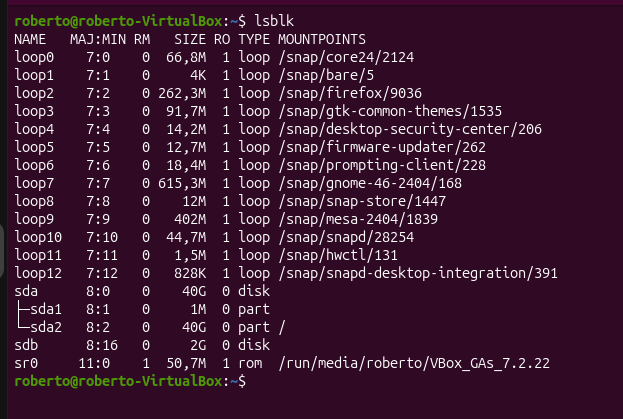 roberto@roberto-VirtualBox:~$ lsblk
NAME   MAJ:MIN RM   SIZE RO TYPE MOUNTPOINTS
loop0    7:0    0  66,8M  1 loop /snap/core24/2124
loop1    7:1    0     4K  1 loop /snap/bare/5
loop2    7:2    0 262,3M  1 loop /snap/firefox/9036
loop3    7:3    0  91,7M  1 loop /snap/gtk-common-themes/1535
loop4    7:4    0  14,2M  1 loop /snap/desktop-security-center/206
loop5    7:5    0  12,7M  1 loop /snap/firmware-updater/262
loop6    7:6    0  18,4M  1 loop /snap/prompting-client/228
loop7    7:7    0 615,3M  1 loop /snap/gnome-46-2404/168
loop8    7:8    0    12M  1 loop /snap/snap-store/1447
loop9    7:9    0   402M  1 loop /snap/mesa-2404/1839
loop10   7:10   0  44,7M  1 loop /snap/snapd/28254
loop11   7:11   0   1,5M  1 loop /snap/hwctl/131
loop12   7:12   0   828K  1 loop /snap/snapd-desktop-integration/391
sda      8:0    0    40G  0 disk
├─sda1   8:1    0     1M  0 part
└─sda2   8:2    0    40G  0 part /
sdb      8:16   0     2G  0 disk
sr0     11:0    1  50,7M  1 rom  /run/media/roberto/VBox_GAs_7.2.22
roberto@roberto-VirtualBox:~$